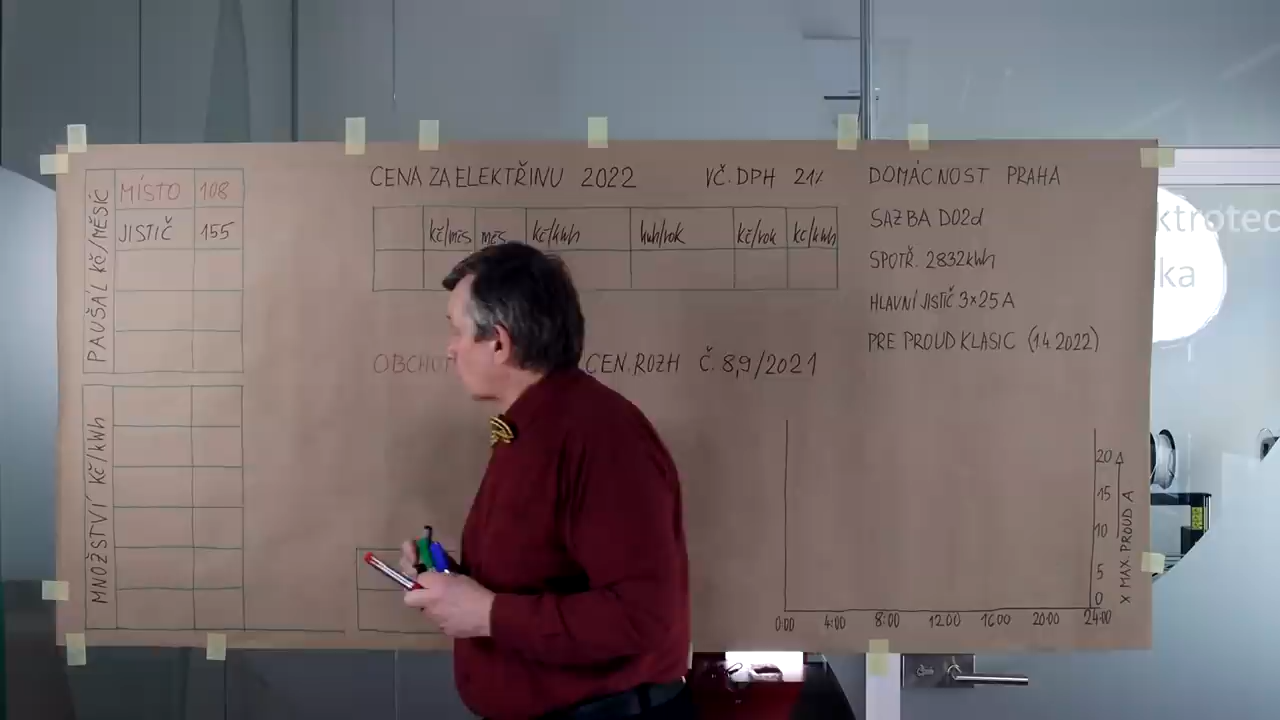 CENA ZA ELEKTŘINU 2022 VČ. DPH 21%
PAUŠÁL Kč/MĚSÍC
MÍSTO 108
JISTIČ 155
kč/měs měs kč/kWh kWh/rok kč/rok kč/kWh
CEN. ROZH Č. 8,9/2021
MNOŽSTVÍ Kč/kWh
DOMÁCNOST PRAHA
SAZBA D02d
SPOTŘ. 2832kWh
HLAVNÍ JISTIČ 3×25A
PRE PROUD KLASIC (1.4.2022)
20
15
10
5
0
X MAX. PROUD A
0:00 4:00 8:00 12:00 16:00 20:00 24:00